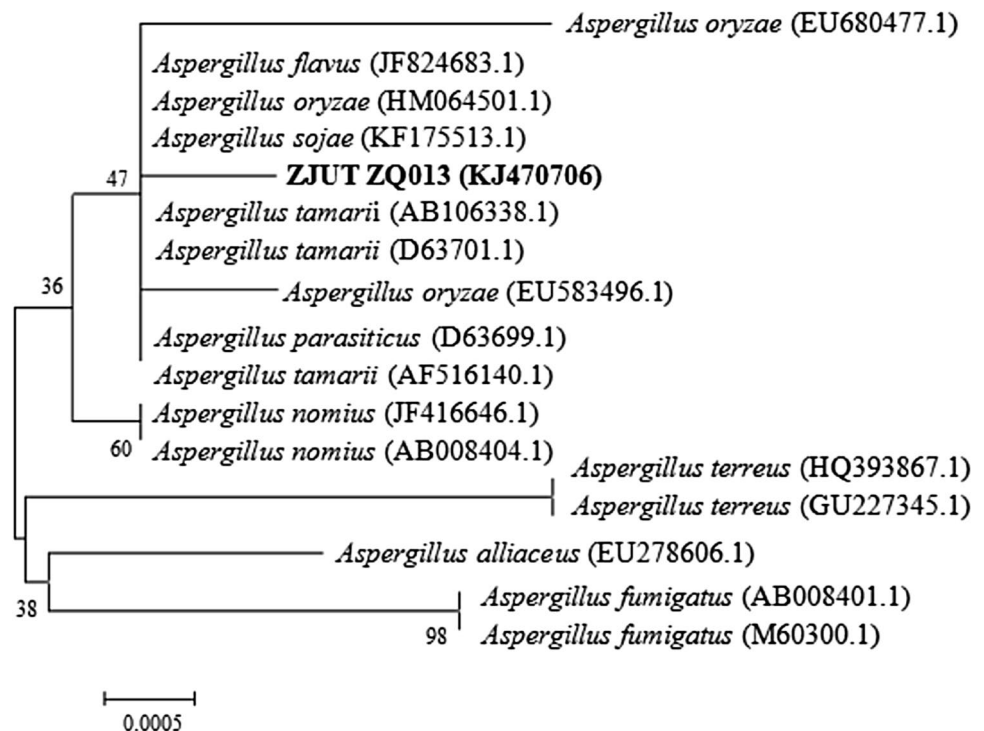 Aspergillus oryzae (EU680477.1)
Aspergillus flavus (JF824683.1)
Aspergillus oryzae (HM064501.1)
Aspergillus sojae (KF175513.1)
47
ZJUT ZQ013 (KJ470706)
Aspergillus tamarii (AB106338.1)
Aspergillus tamarii (D63701.1)
36
Aspergillus oryzae (EU583496.1)
Aspergillus parasiticus (D63699.1)
Aspergillus tamarii (AF516140.1)
Aspergillus nomius (JF416646.1)
60
Aspergillus nomius (AB008404.1)
Aspergillus terreus (HQ393867.1)
Aspergillus terreus (GU227345.1)
Aspergillus alliaceus (EU278606.1)
38
Aspergillus fumigatus (AB008401.1)
98
Aspergillus fumigatus (M60300.1)
0.0005